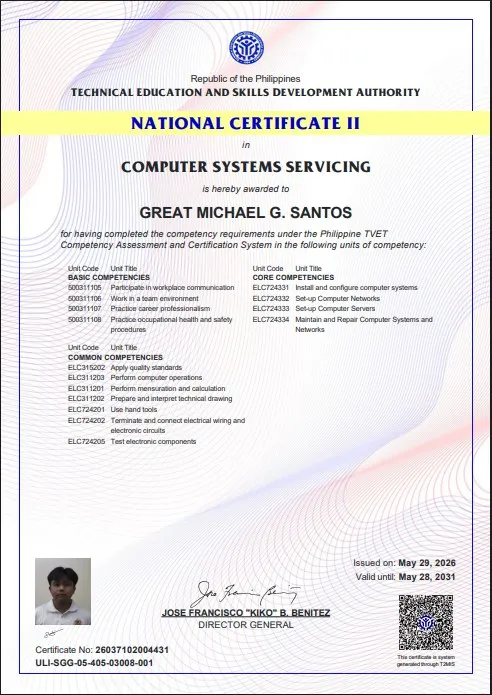 Republic of the Philippines
TECHNICAL EDUCATION AND SKILLS DEVELOPMENT AUTHORITY
NATIONAL CERTIFICATE II
in
COMPUTER SYSTEMS SERVICING
is hereby awarded to
GREAT MICHAEL G. SANTOS
for having completed the competency requirements under the Philippine TVET
Competency Assessment and Certification System in the following units of competency:
Unit Code Unit Title
BASIC COMPETENCIES
500311105 Participate in workplace communication
500311106 Work in a team environment
500311107 Practice career professionalism
500311108 Practice occupational health and safety
procedures
Unit Code Unit Title
COMMON COMPETENCIES
ELC315202 Apply quality standards
ELC311203 Perform computer operations
ELC311201 Perform mensuration and calculation
ELC311202 Prepare and interpret technical drawing
ELC724201 Use hand tools
ELC724202 Terminate and connect electrical wiring and
electronic circuits
ELC724205 Test electronic components
Unit Code Unit Title
CORE COMPETENCIES
ELC724331 Install and configure computer systems
ELC724332 Set-up Computer Networks
ELC724333 Set-up Computer Servers
ELC724334 Maintain and Repair Computer Systems and
Networks
Issued on: May 29, 2026
Valid until: May 28, 2031
JOSE FRANCISCO "KIKO" B. BENITEZ
DIRECTOR GENERAL
This certificate is system
generated through T2MIS
Certificate No: 26037102004431
ULI-SGG-05-405-03008-001